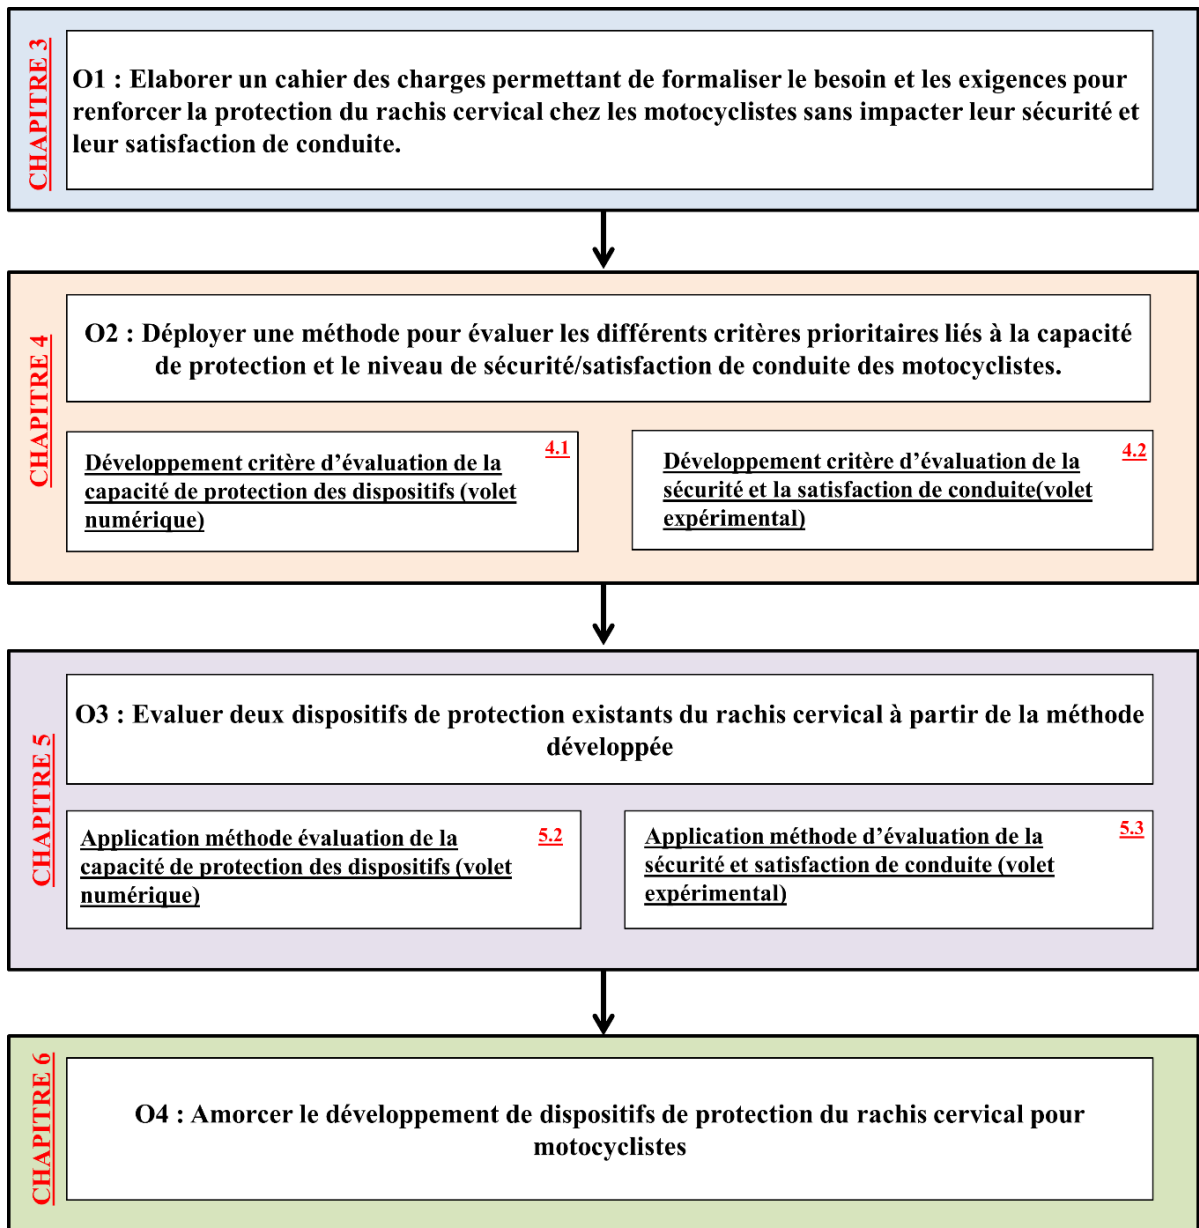 CHAPITRE 3
O1 : Elaborer un cahier des charges permettant de formaliser le besoin et les exigences pour
renforcer la protection du rachis cervical chez les motocyclistes sans impacter leur sécurité et
leur satisfaction de conduite.
CHAPITRE 4
O2 : Déployer une méthode pour évaluer les différents critères prioritaires liés à la capacité
de protection et le niveau de sécurité/satisfaction de conduite des motocyclistes.
4.1
Développement critère d’évaluation de la
capacité de protection des dispositifs (volet
numérique)
4.2
Développement critère d’évaluation de la
sécurité et la satisfaction de conduite(volet
expérimental)
CHAPITRE 5
O3 : Evaluer deux dispositifs de protection existants du rachis cervical à partir de la méthode
développée
5.2
Application méthode évaluation de la
capacité de protection des dispositifs (volet
numérique)
5.3
Application méthode d’évaluation de la
sécurité et satisfaction de conduite (volet
expérimental)
CHAPITRE 6
O4 : Amorcer le développement de dispositifs de protection du rachis cervical pour
motocyclistes